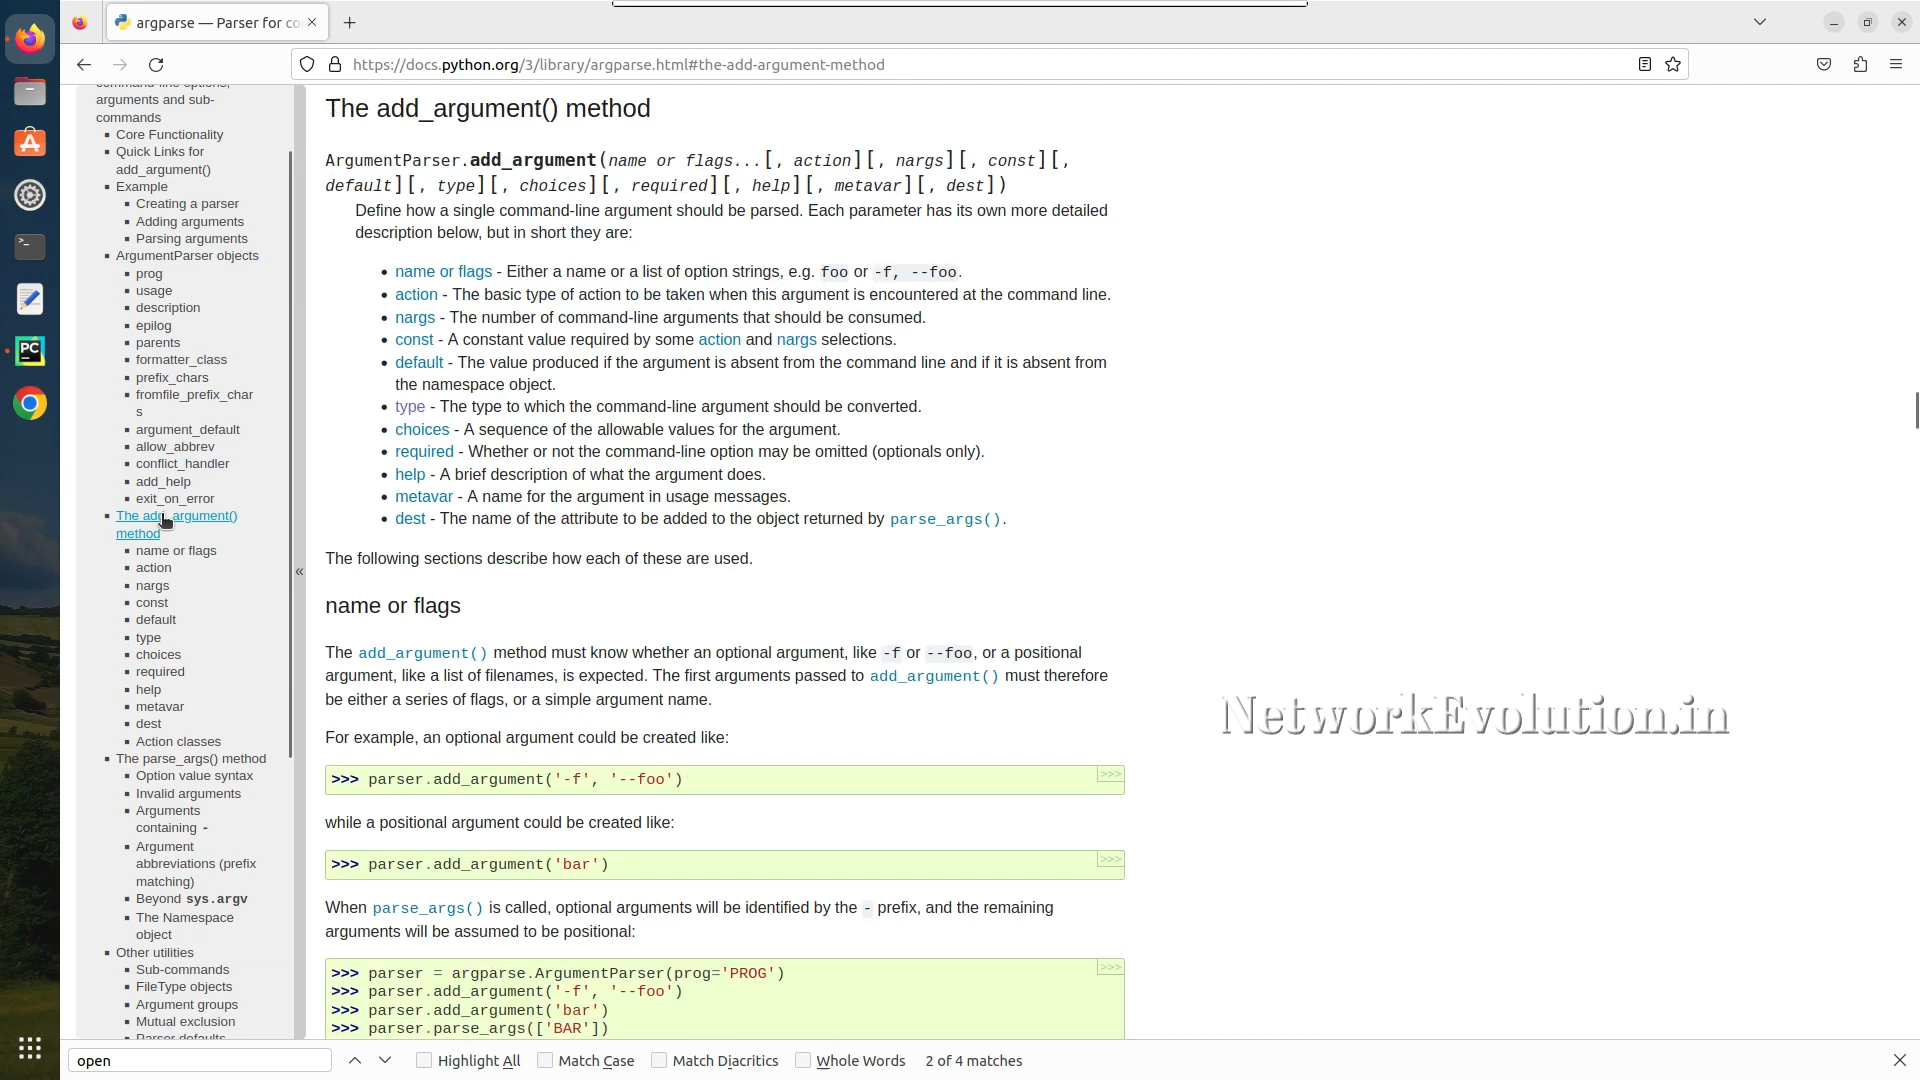 argparse — Parser for co
https://docs.python.org/3/library/argparse.html#the-add-argument-method
command-line options,
arguments and sub-
commands
Core Functionality
Quick Links for
add_argument()
Example
Creating a parser
Adding arguments
Parsing arguments
ArgumentParser objects
prog
usage
description
epilog
parents
formatter_class
prefix_chars
fromfile_prefix_char
s
argument_default
allow_abbrev
conflict_handler
add_help
exit_on_error
The add_argument()
method
name or flags
action
nargs
const
default
type
choices
required
help
metavar
dest
Action classes
The parse_args() method
Option value syntax
Invalid arguments
Arguments
containing -
Argument
abbreviations (prefix
matching)
Beyond sys.argv
The Namespace
object
Other utilities
Sub-commands
FileType objects
Argument groups
Mutual exclusion
Parser defaults
«
The add_argument() method
ArgumentParser.add_argument(name or flags...[, action][, nargs][, const][,
default][, type][, choices][, required][, help][, metavar][, dest])
Define how a single command-line argument should be parsed. Each parameter has its own more detailed
description below, but in short they are:
• name or flags - Either a name or a list of option strings, e.g. foo or -f, --foo.
• action - The basic type of action to be taken when this argument is encountered at the command line.
• nargs - The number of command-line arguments that should be consumed.
• const - A constant value required by some action and nargs selections.
• default - The value produced if the argument is absent from the command line and if it is absent from
the namespace object.
• type - The type to which the command-line argument should be converted.
• choices - A sequence of the allowable values for the argument.
• required - Whether or not the command-line option may be omitted (optionals only).
• help - A brief description of what the argument does.
• metavar - A name for the argument in usage messages.
• dest - The name of the attribute to be added to the object returned by parse_args().
The following sections describe how each of these are used.
name or flags
The add_argument() method must know whether an optional argument, like -f or --foo, or a positional
argument, like a list of filenames, is expected. The first arguments passed to add_argument() must therefore
be either a series of flags, or a simple argument name.
For example, an optional argument could be created like:
>>> parser.add_argument('-f', '--foo') >>>
while a positional argument could be created like:
>>> parser.add_argument('bar') >>>
When parse_args() is called, optional arguments will be identified by the - prefix, and the remaining
arguments will be assumed to be positional:
>>> parser = argparse.ArgumentParser(prog='PROG') >>>
>>> parser.add_argument('-f', '--foo')
>>> parser.add_argument('bar')
>>> parser.parse_args(['BAR'])
NetworkEvolution.in
PC
open Highlight All Match Case Match Diacritics Whole Words 2 of 4 matches